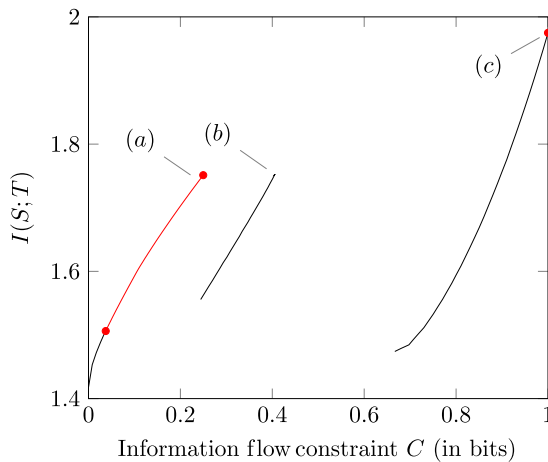 2
(c)
(a)
(b)
1.8
I(S;T)
1.6
1.4
0
0.2
0.4
0.6
0.8
1
Information flow constraint C (in bits)